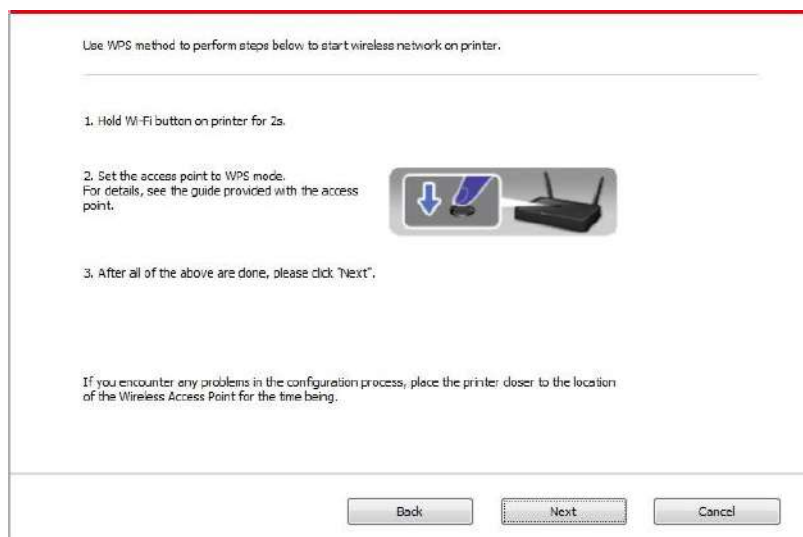 Use WPS method to perform steps below to start wireless network on printer.
1. Hold Wi-Fi button on printer for 2s.
2. Set the access point to WPS mode.
For details, see the guide provided with the access
point.
3. After all of the above are done, please click "Next".
If you encounter any problems in the configuration process, place the printer closer to the location
of the Wireless Access Point for the time being.
Back
Next
Cancel